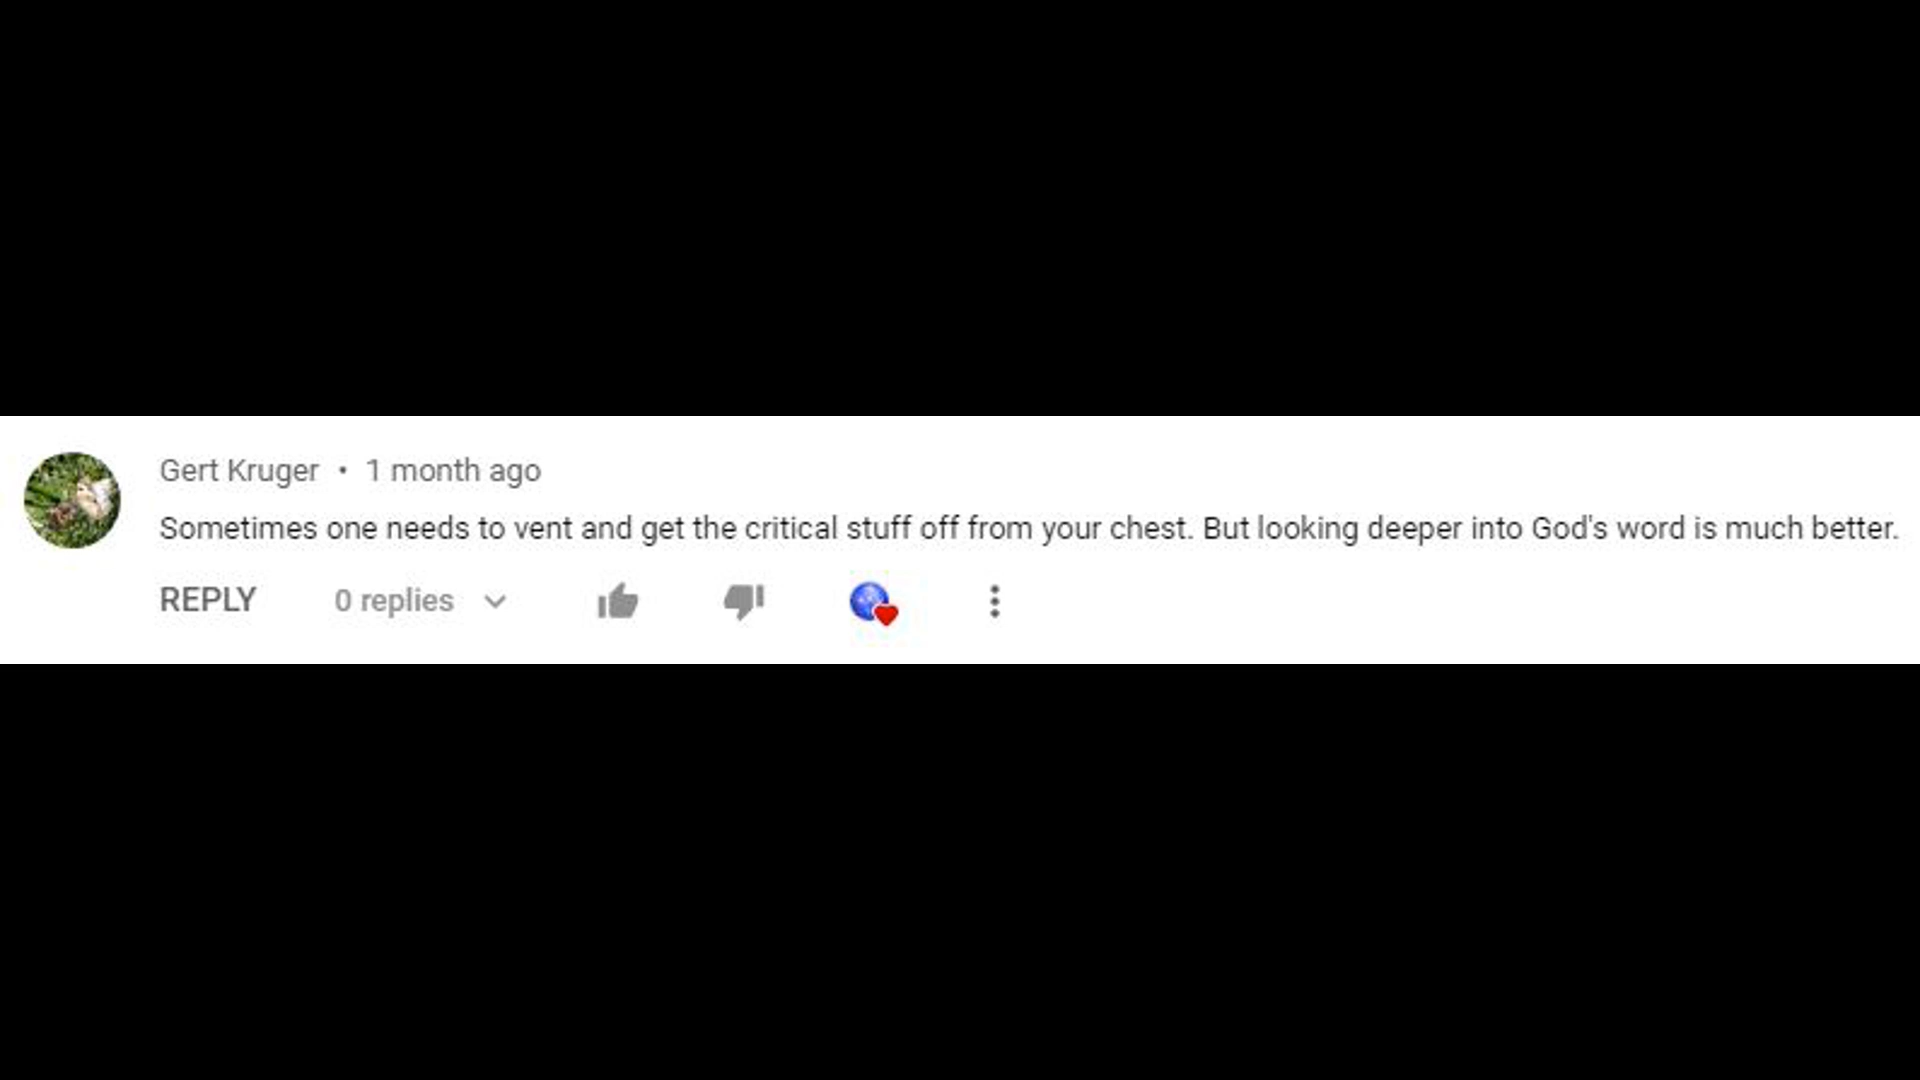 Gert Kruger • 1 month ago
Sometimes one needs to vent and get the critical stuff off from your chest. But looking deeper into God's word is much better.
REPLY 0 replies